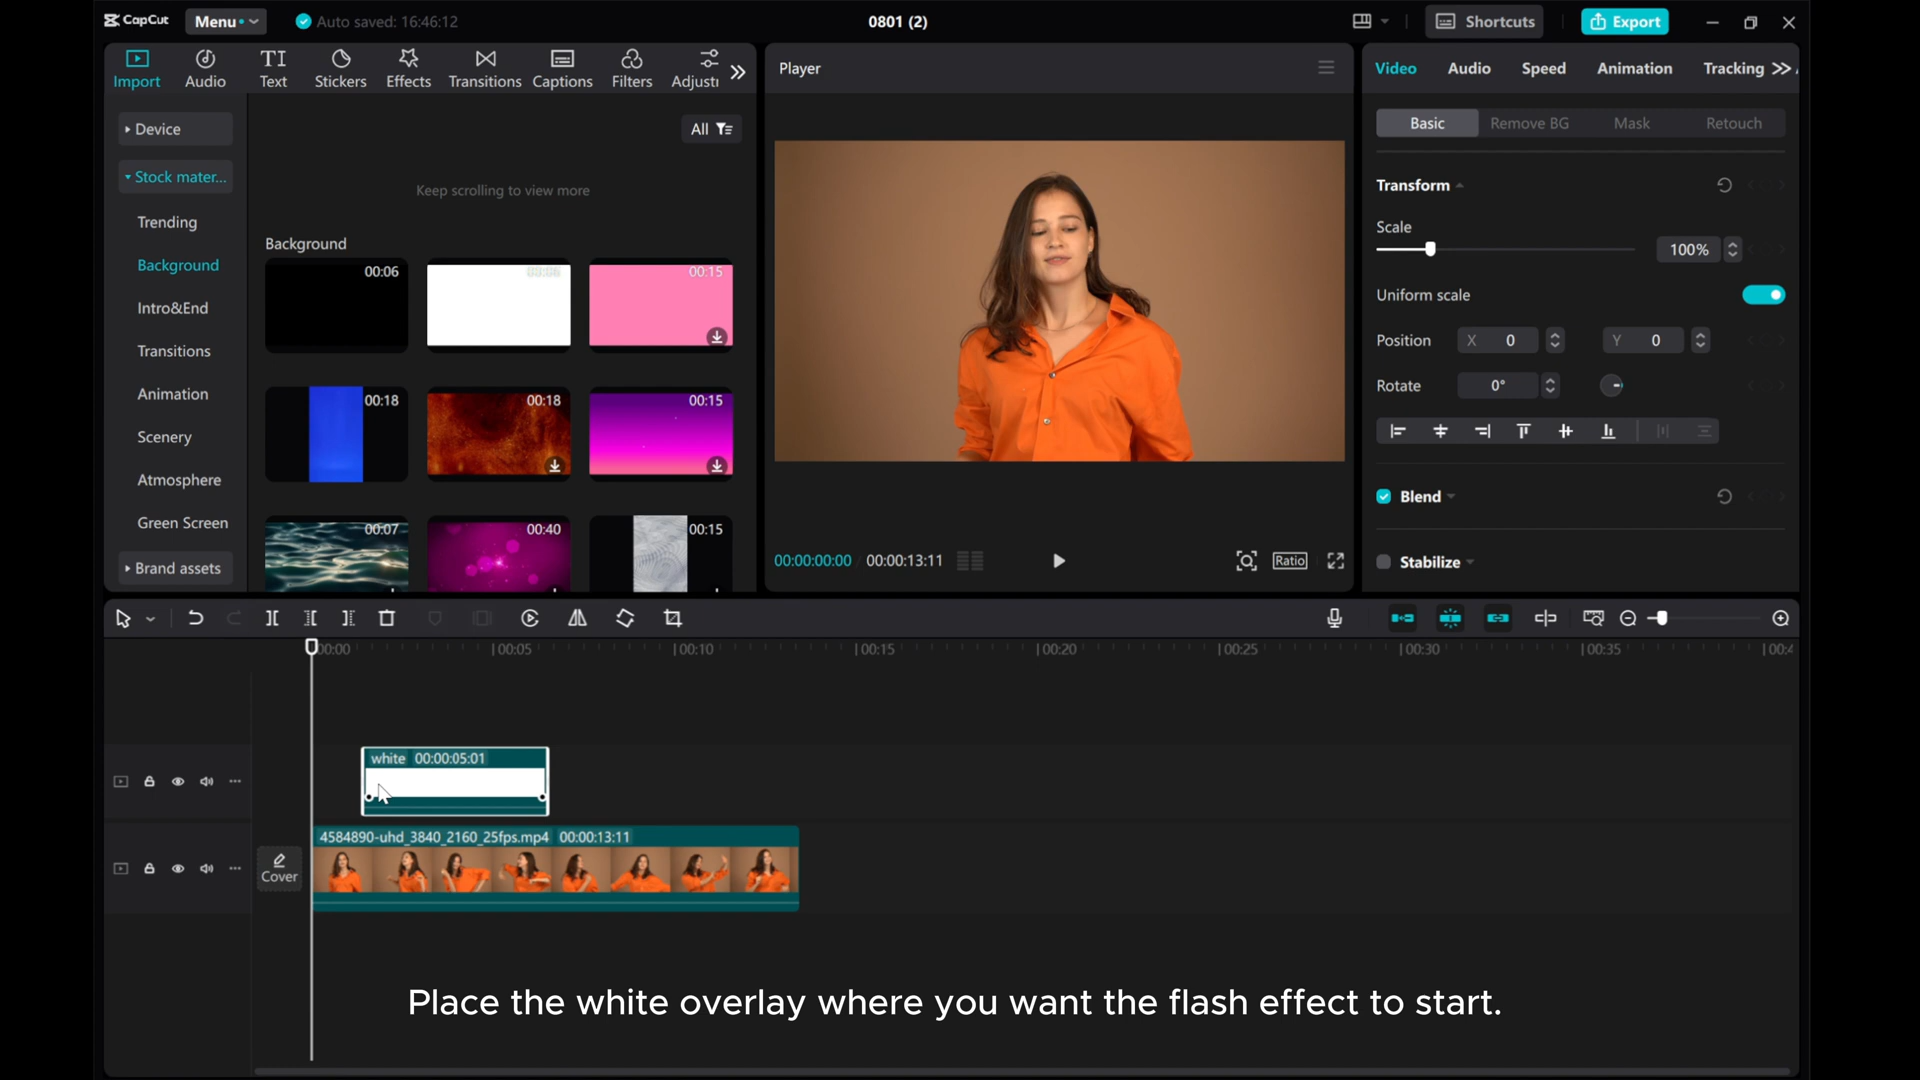 CapCut
Menu
Auto saved: 16:46:12
0801 (2)
Shortcuts
Export
Import
Audio
Text
Stickers
Effects
Transitions
Captions
Filters
Adjustı
Device
Stock mater...
Trending
Background
Intro&End
Transitions
Animation
Scenery
Atmosphere
Green Screen
Brand assets
All
Keep scrolling to view more
Background
00:06
00:06
00:15
00:18
00:18
00:15
00:07
00:40
00:15
Player
00:00:00:00
00:00:13:11
Ratio
Video
Audio
Speed
Animation
Tracking
Basic
Remove BG
Mask
Retouch
Transform
Scale
100%
Uniform scale
Position
X 0
Y 0
Rotate
0°
Blend
Stabilize
00:00
00:05
00:10
00:15
00:20
00:25
00:30
00:35
white 00:00:05:01
4584890-uhd_3840_2160_25fps.mp4 00:00:13:11
Cover
Place the white overlay where you want the flash effect to start.